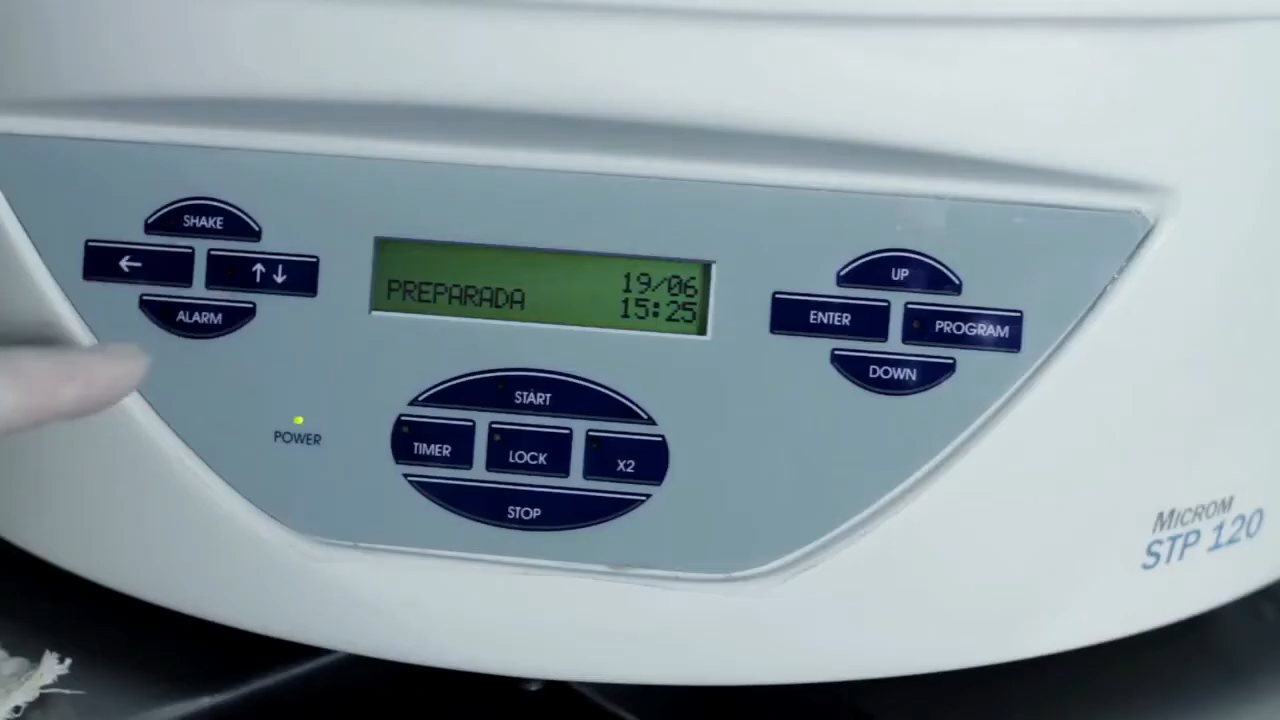 SHAKE
←
↑↓
ALARM
POWER
PREPARADA 19/06
15:25
START
TIMER
LOCK
X2
STOP
UP
ENTER
PROGRAM
DOWN
MICROM
STP 120